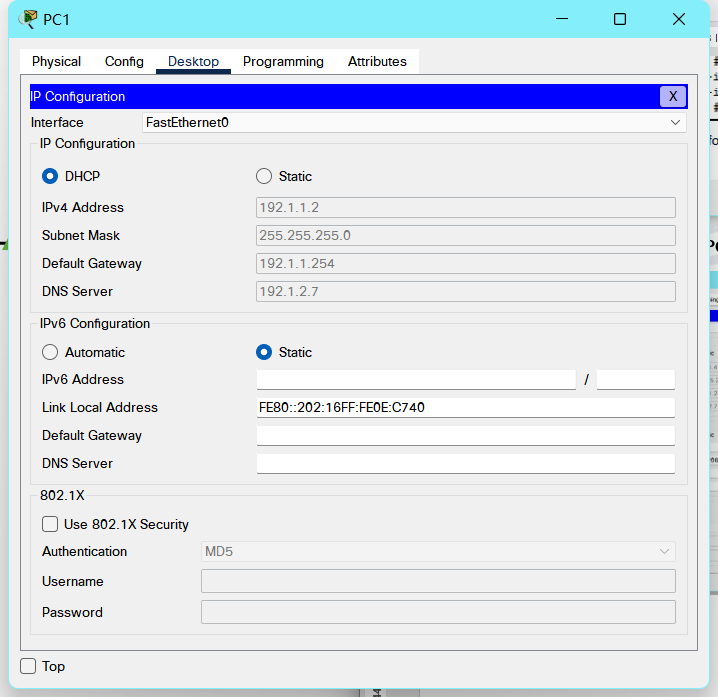 PC1
Physical Config Desktop Programming Attributes
IP Configuration X
Interface FastEthernet0
IP Configuration
DHCP Static
IPv4 Address 192.1.1.2
Subnet Mask 255.255.255.0
Default Gateway 192.1.1.254
DNS Server 192.1.2.7
IPv6 Configuration
Automatic Static
IPv6 Address /
Link Local Address FE80::202:16FF:FE0E:C740
Default Gateway
DNS Server
802.1X
Use 802.1X Security
Authentication MD5
Username
Password
Top